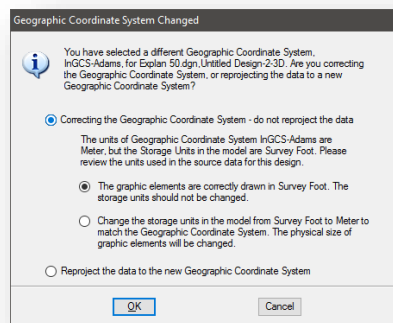 Geographic Coordinate System Changed
You have selected a different Geographic Coordinate System,
InGCS-Adams, for Explan 50.dgn,Untitled Design-2-3D. Are you correcting
the Geographic Coordinate System, or reprojecting the data to a new
Geographic Coordinate System?
Correcting the Geographic Coordinate System - do not reproject the data
The units of Geographic Coordinate System InGCS-Adams are
Meter, but the Storage Units in the model are Survey Foot. Please
review the units used in the source data for this design.
The graphic elements are correctly drawn in Survey Foot. The
storage units should not be changed.
Change the storage units in the model from Survey Foot to Meter to
match the Geographic Coordinate System. The physical size of
graphic elements will be changed.
Reproject the data to the new Geographic Coordinate System
OK
Cancel